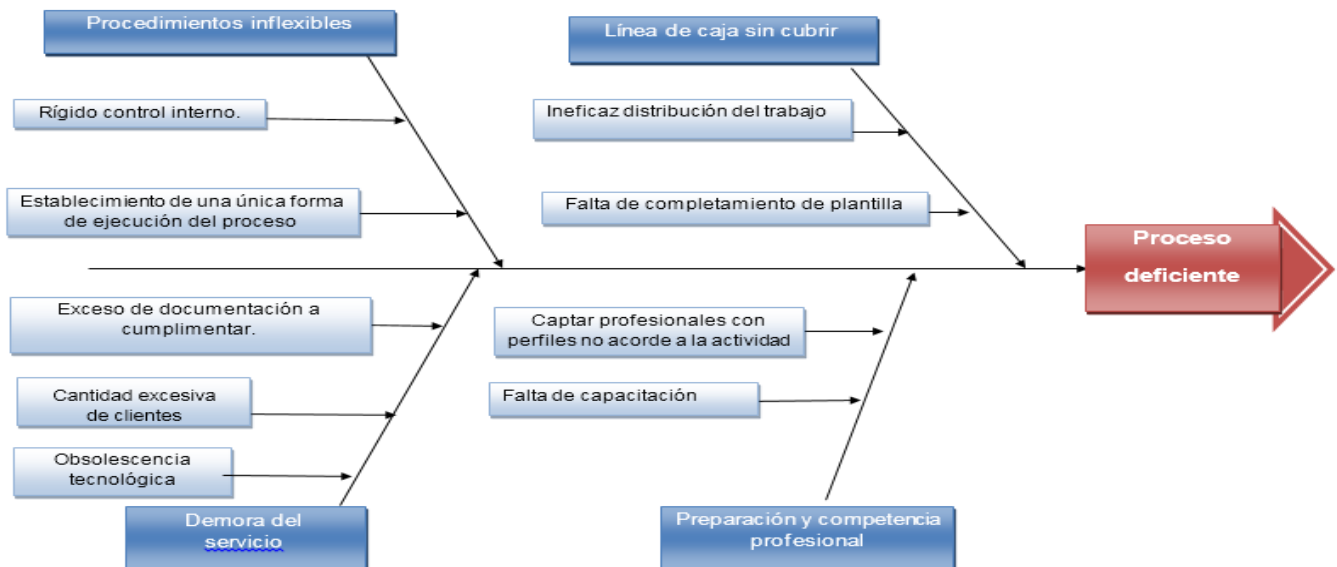 Procedimientos inflexibles
Línea de caja sin cubrir
Rígido control interno.
Ineficaz distribución del trabajo
Establecimiento de una única forma
de ejecución del proceso
Falta de completamiento de plantilla
Proceso
deficiente
Exceso de documentación a
cumplimentar.
Captar profesionales con
perfiles no acorde a la actividad
Cantidad excesiva
de clientes
Falta de capacitación
Obsolescencia
tecnológica
Demora del
servicio
Preparación y competencia
profesional